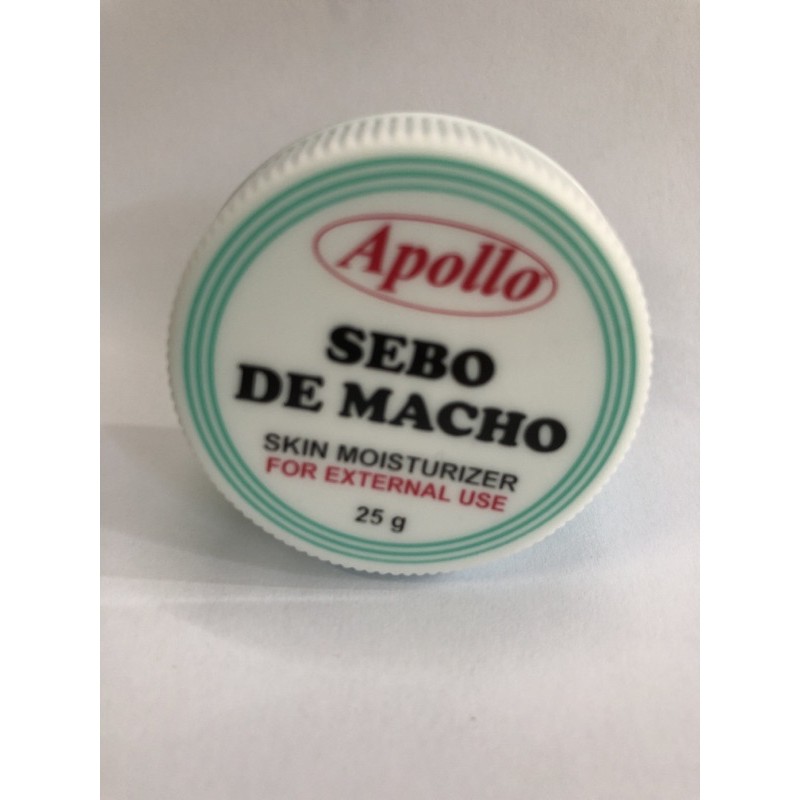 Apollo
SEBO
DE MACHO
SKIN MOISTURIZER
FOR EXTERNAL USE
25 g